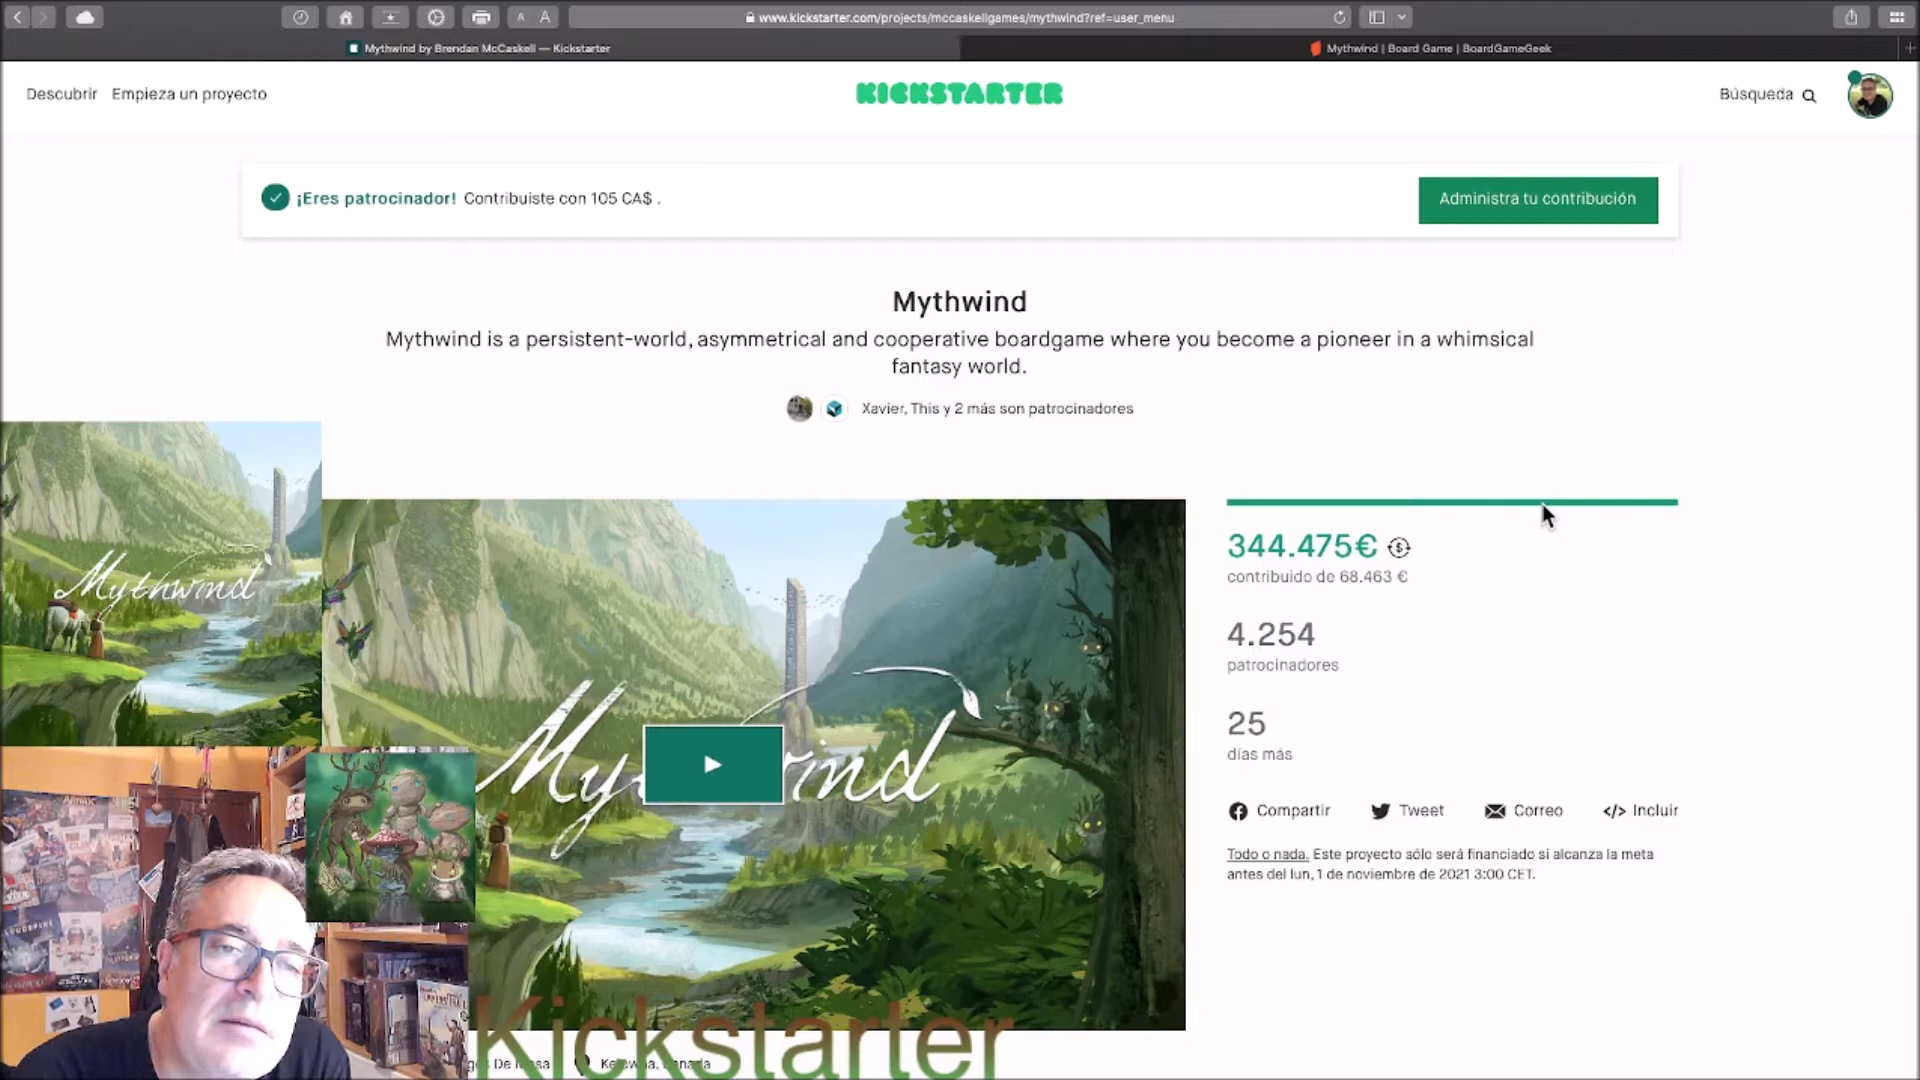 www.kickstarter.com/projects/mccaskellgames/mythwind?ref=user_menu
Mythwind by Brendan McCaskell — Kickstarter
Mythwind | Board Game | BoardGameGeek
Descubrir Empieza un proyecto
KICKSTARTER
Búsqueda
¡Eres patrocinador! Contribuiste con 105 CA$ .
Administra tu contribución
Mythwind
Mythwind is a persistent-world, asymmetrical and cooperative boardgame where you become a pioneer in a whimsical
fantasy world.
Xavier, This y 2 más son patrocinadores
Mythwind
344.475€
contribuido de 68.463 €
4.254
patrocinadores
25
días más
Compartir
Tweet
Correo
Incluir
Todo o nada. Este proyecto sólo será financiado si alcanza la meta
antes del lun, 1 de noviembre de 2021 3:00 CET.
Kickstarter